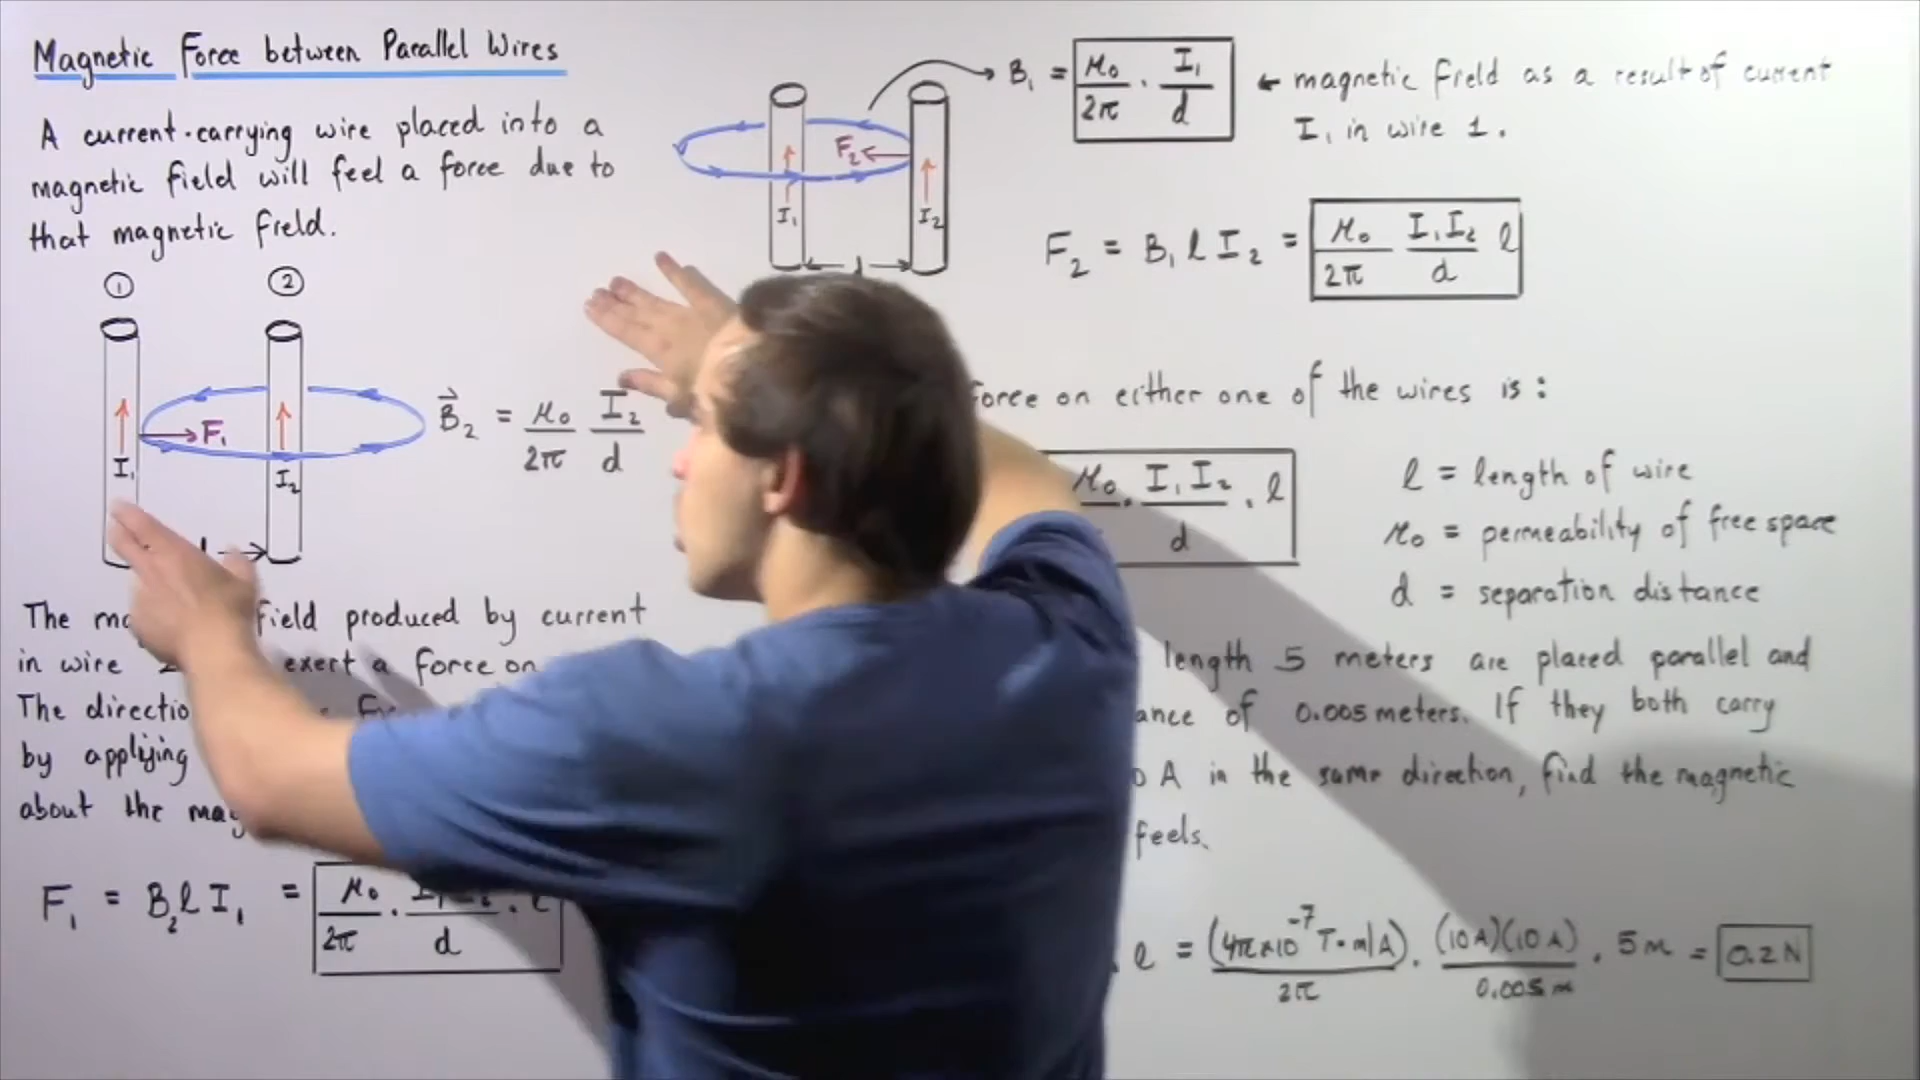 Magnetic Force between Parallel Wires
A current-carrying wire placed into a
magnetic field will feel a force due to
that magnetic field.
① ②
F₁
I₁ I₂
B⃗₂ = μ₀/2π I₂/d
The field produced by current
in wire exert a force on
The
by applying
about the
F₁ = B₂ l I₁ = μ₀/2π ·
d
B₁ = μ₀/2π · I₁/d ← magnetic field as a result of current
I₁ in wire 1.
F₂
I₁ I₂
F₂ = B₁ l I₂ = μ₀/2π I₁I₂/d l
force on either one of the wires is:
μ₀ · I₁I₂/d · l
l = length of wire
μ₀ = permeability of free space
d = separation distance
length 5 meters are placed parallel and
of 0.005 meters. If they both carry
A in the same direction, find the magnetic
feels.
· l = (4π×10⁻⁷ T·m/A)/2π · (10A)(10A)/0.005m · 5m = 0.2N